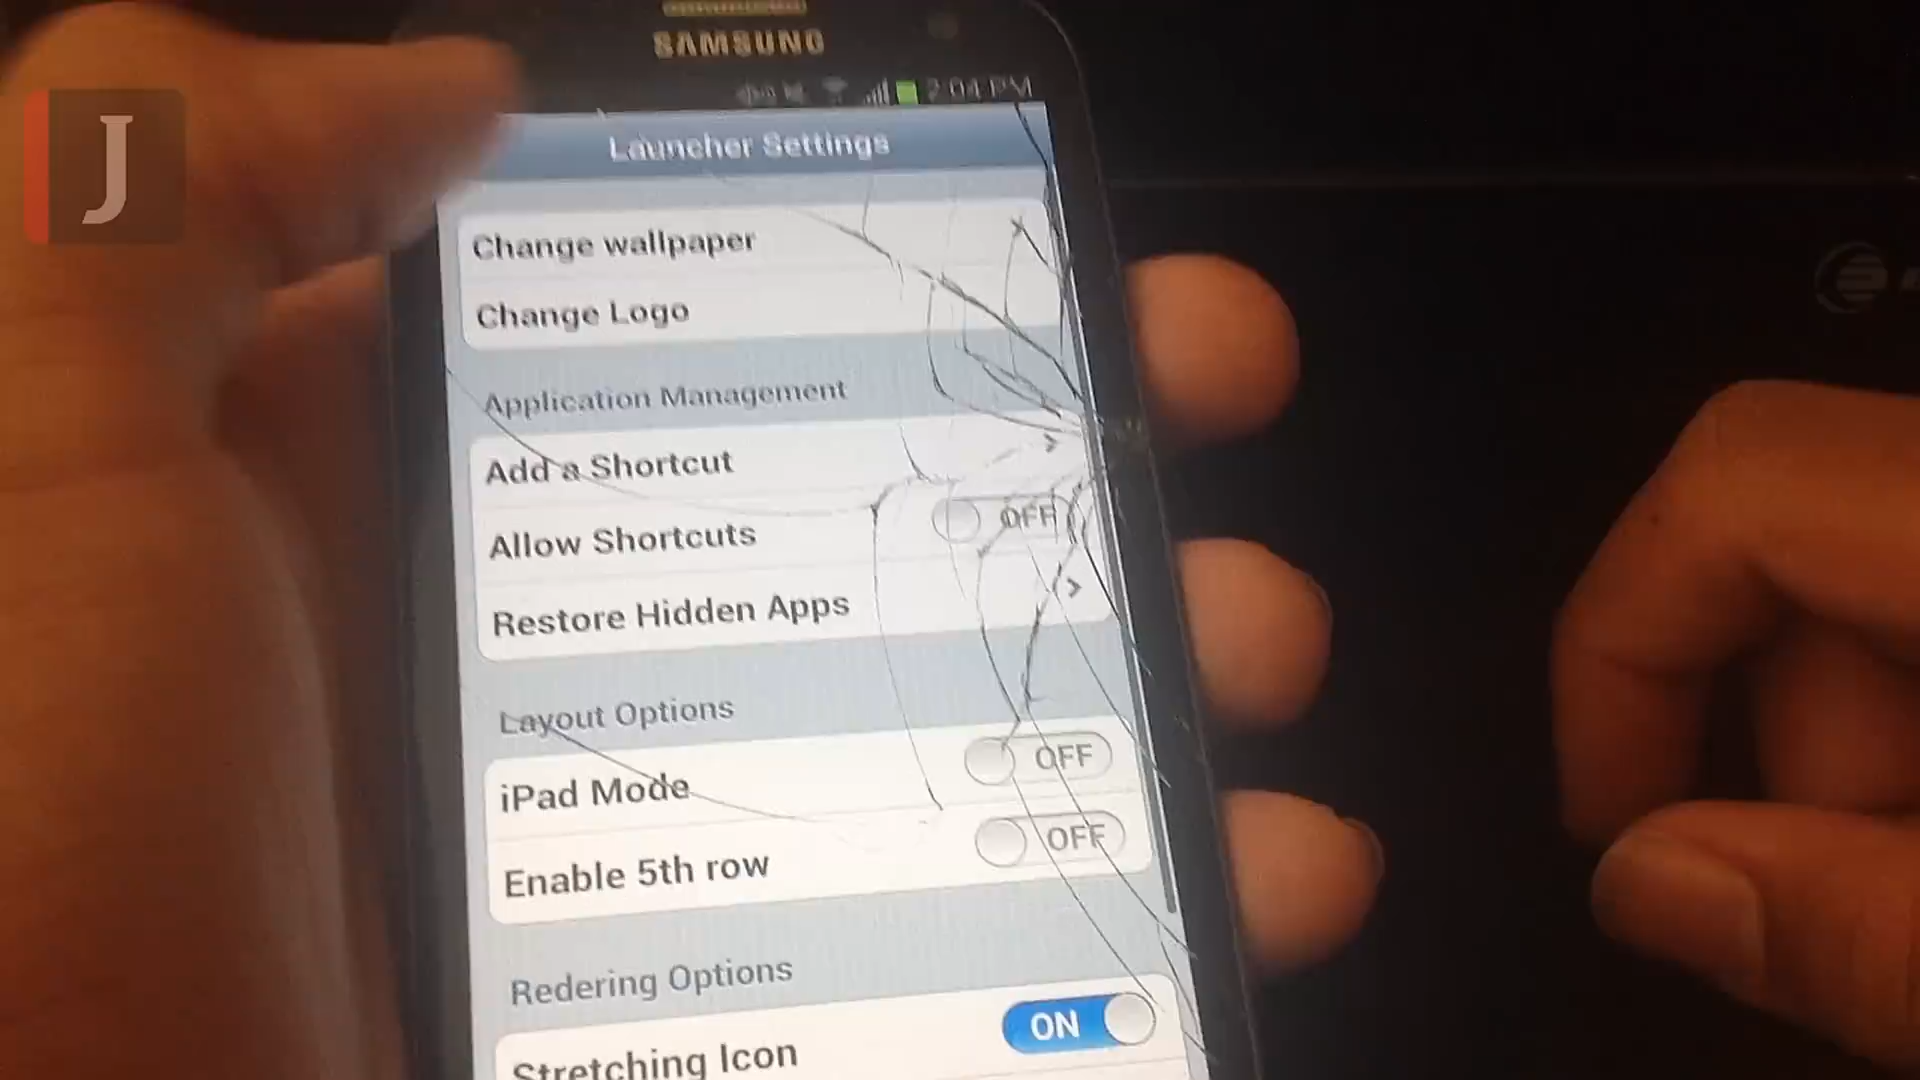 SAMSUNG
2:04 PM
J
Launcher Settings
Change wallpaper
Change Logo
Application Management
Add a Shortcut
Allow Shortcuts OFF
Restore Hidden Apps
Layout Options
iPad Mode OFF
Enable 5th row OFF
Redering Options
Stretching Icon ON